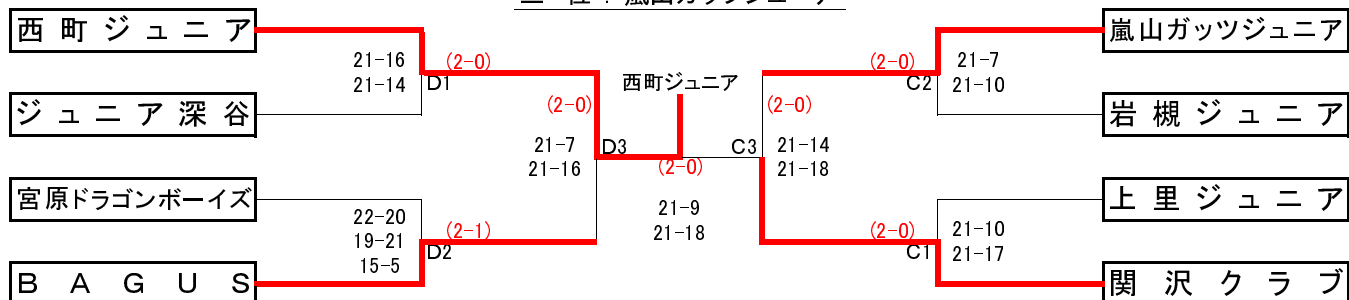 西町ジュニア
嵐山ガッツジュニア
21-16
21-14
(2-0)
D1
西町ジュニア
(2-0)
C2
21-7
21-10
ジュニア深谷
(2-0)
(2-0)
岩槻ジュニア
21-7
21-16
D3
(2-0)
C3
21-14
21-18
宮原ドラゴンボーイズ
上里ジュニア
22-20
19-21
15-5
(2-1)
D2
21-9
21-18
(2-0)
C1
21-10
21-17
BAGUS
関沢クラブ